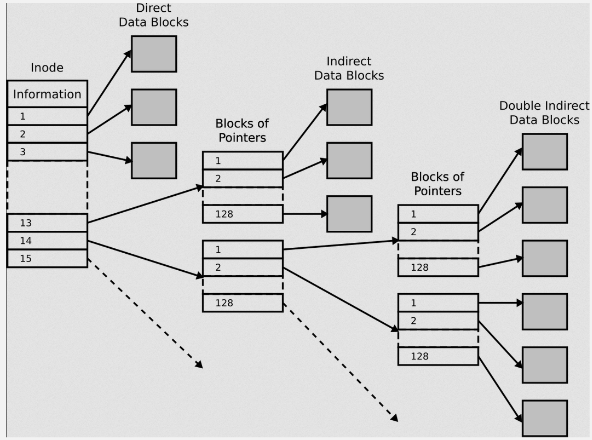 Direct
Data Blocks
Inode
Information
1
2
3
13
14
15
Blocks of
Pointers
1
2
128
1
2
128
Indirect
Data Blocks
Blocks of
Pointers
1
2
128
1
2
128
Double Indirect
Data Blocks